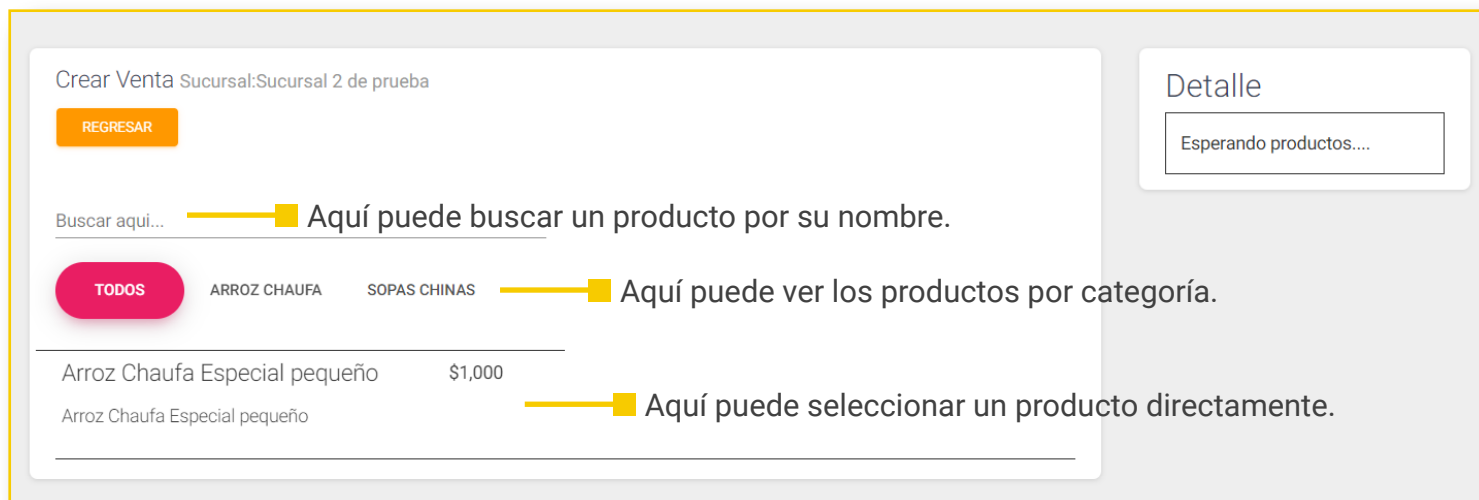 Crear Venta Sucursal:Sucursal 2 de prueba
REGRESAR
Buscar aqui...
Aquí puede buscar un producto por su nombre.
TODOS ARROZ CHAUFA SOPAS CHINAS
Aquí puede ver los productos por categoría.
Arroz Chaufa Especial pequeño $1,000
Arroz Chaufa Especial pequeño
Aquí puede seleccionar un producto directamente.
Detalle
Esperando productos....